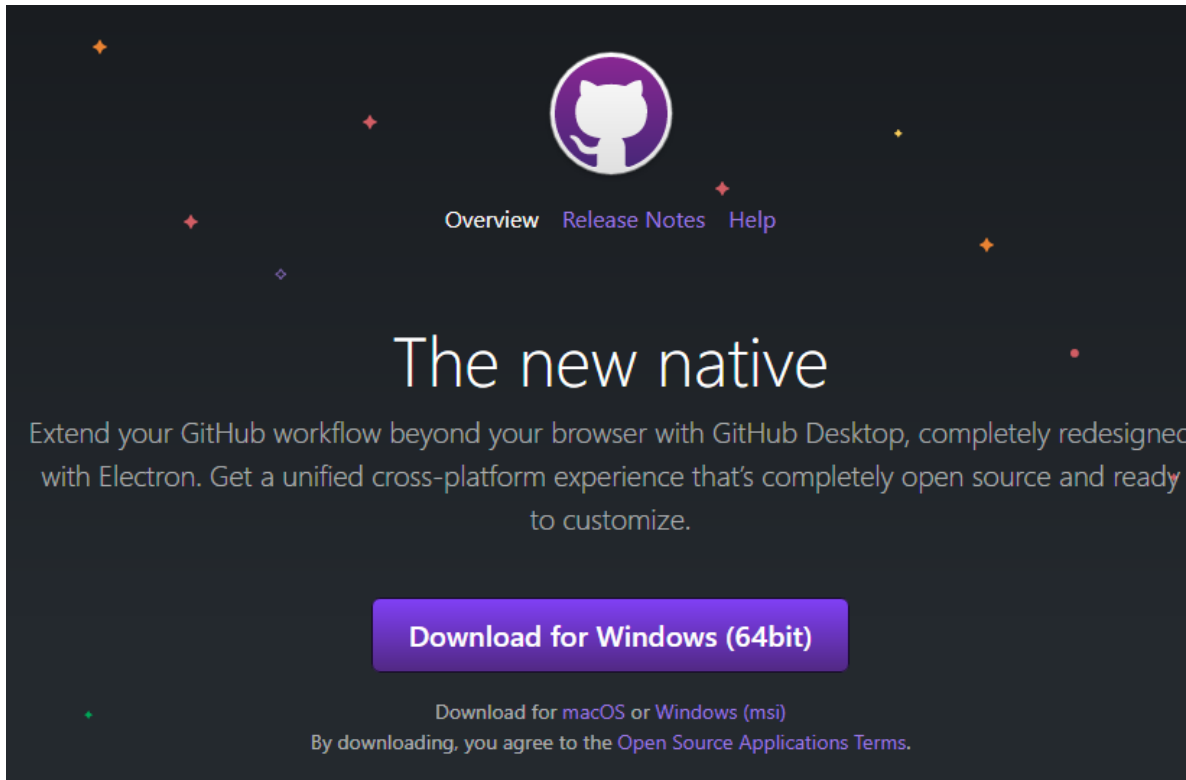 Overview Release Notes Help
The new native
Extend your GitHub workflow beyond your browser with GitHub Desktop, completely redesigned
with Electron. Get a unified cross-platform experience that's completely open source and ready
to customize.
Download for Windows (64bit)
Download for macOS or Windows (msi)
By downloading, you agree to the Open Source Applications Terms.